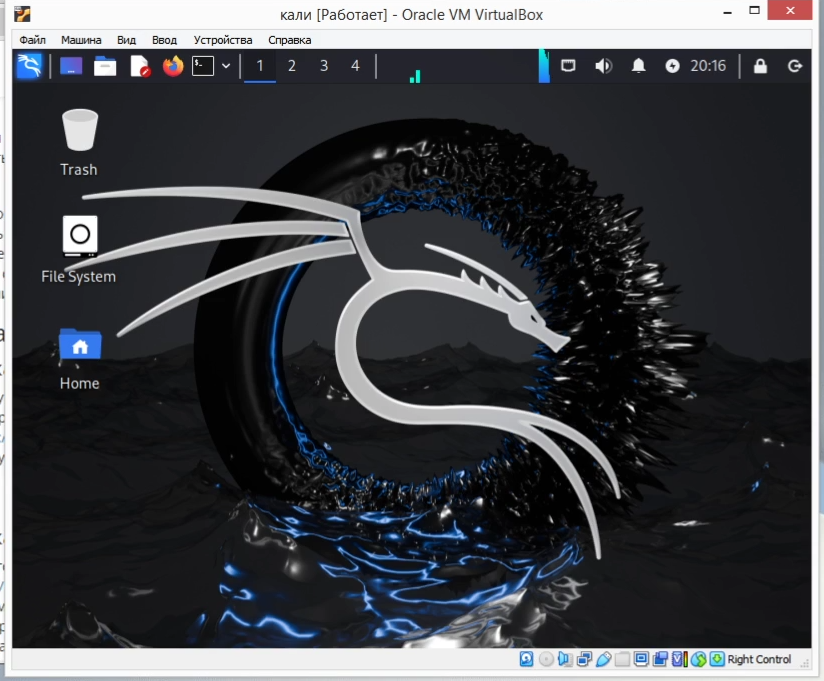 кали [Работает] - Oracle VM VirtualBox
Файл Машина Вид Ввод Устройства Справка
1 2 3 4 20:16
Trash
File System
Home
Right Control